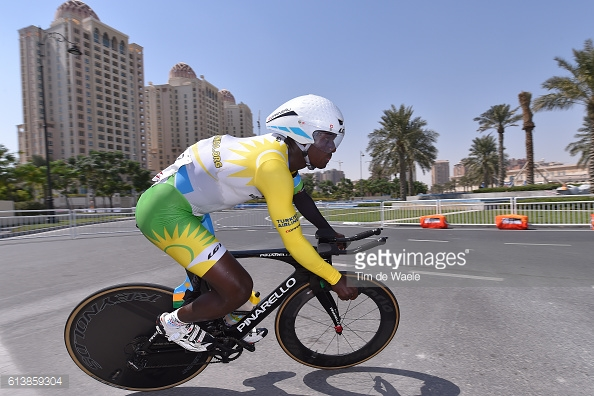 gettyimages
Tim de Waele
TURKISH
AIRLINES
PINARELLO
PINARELLO
613859304